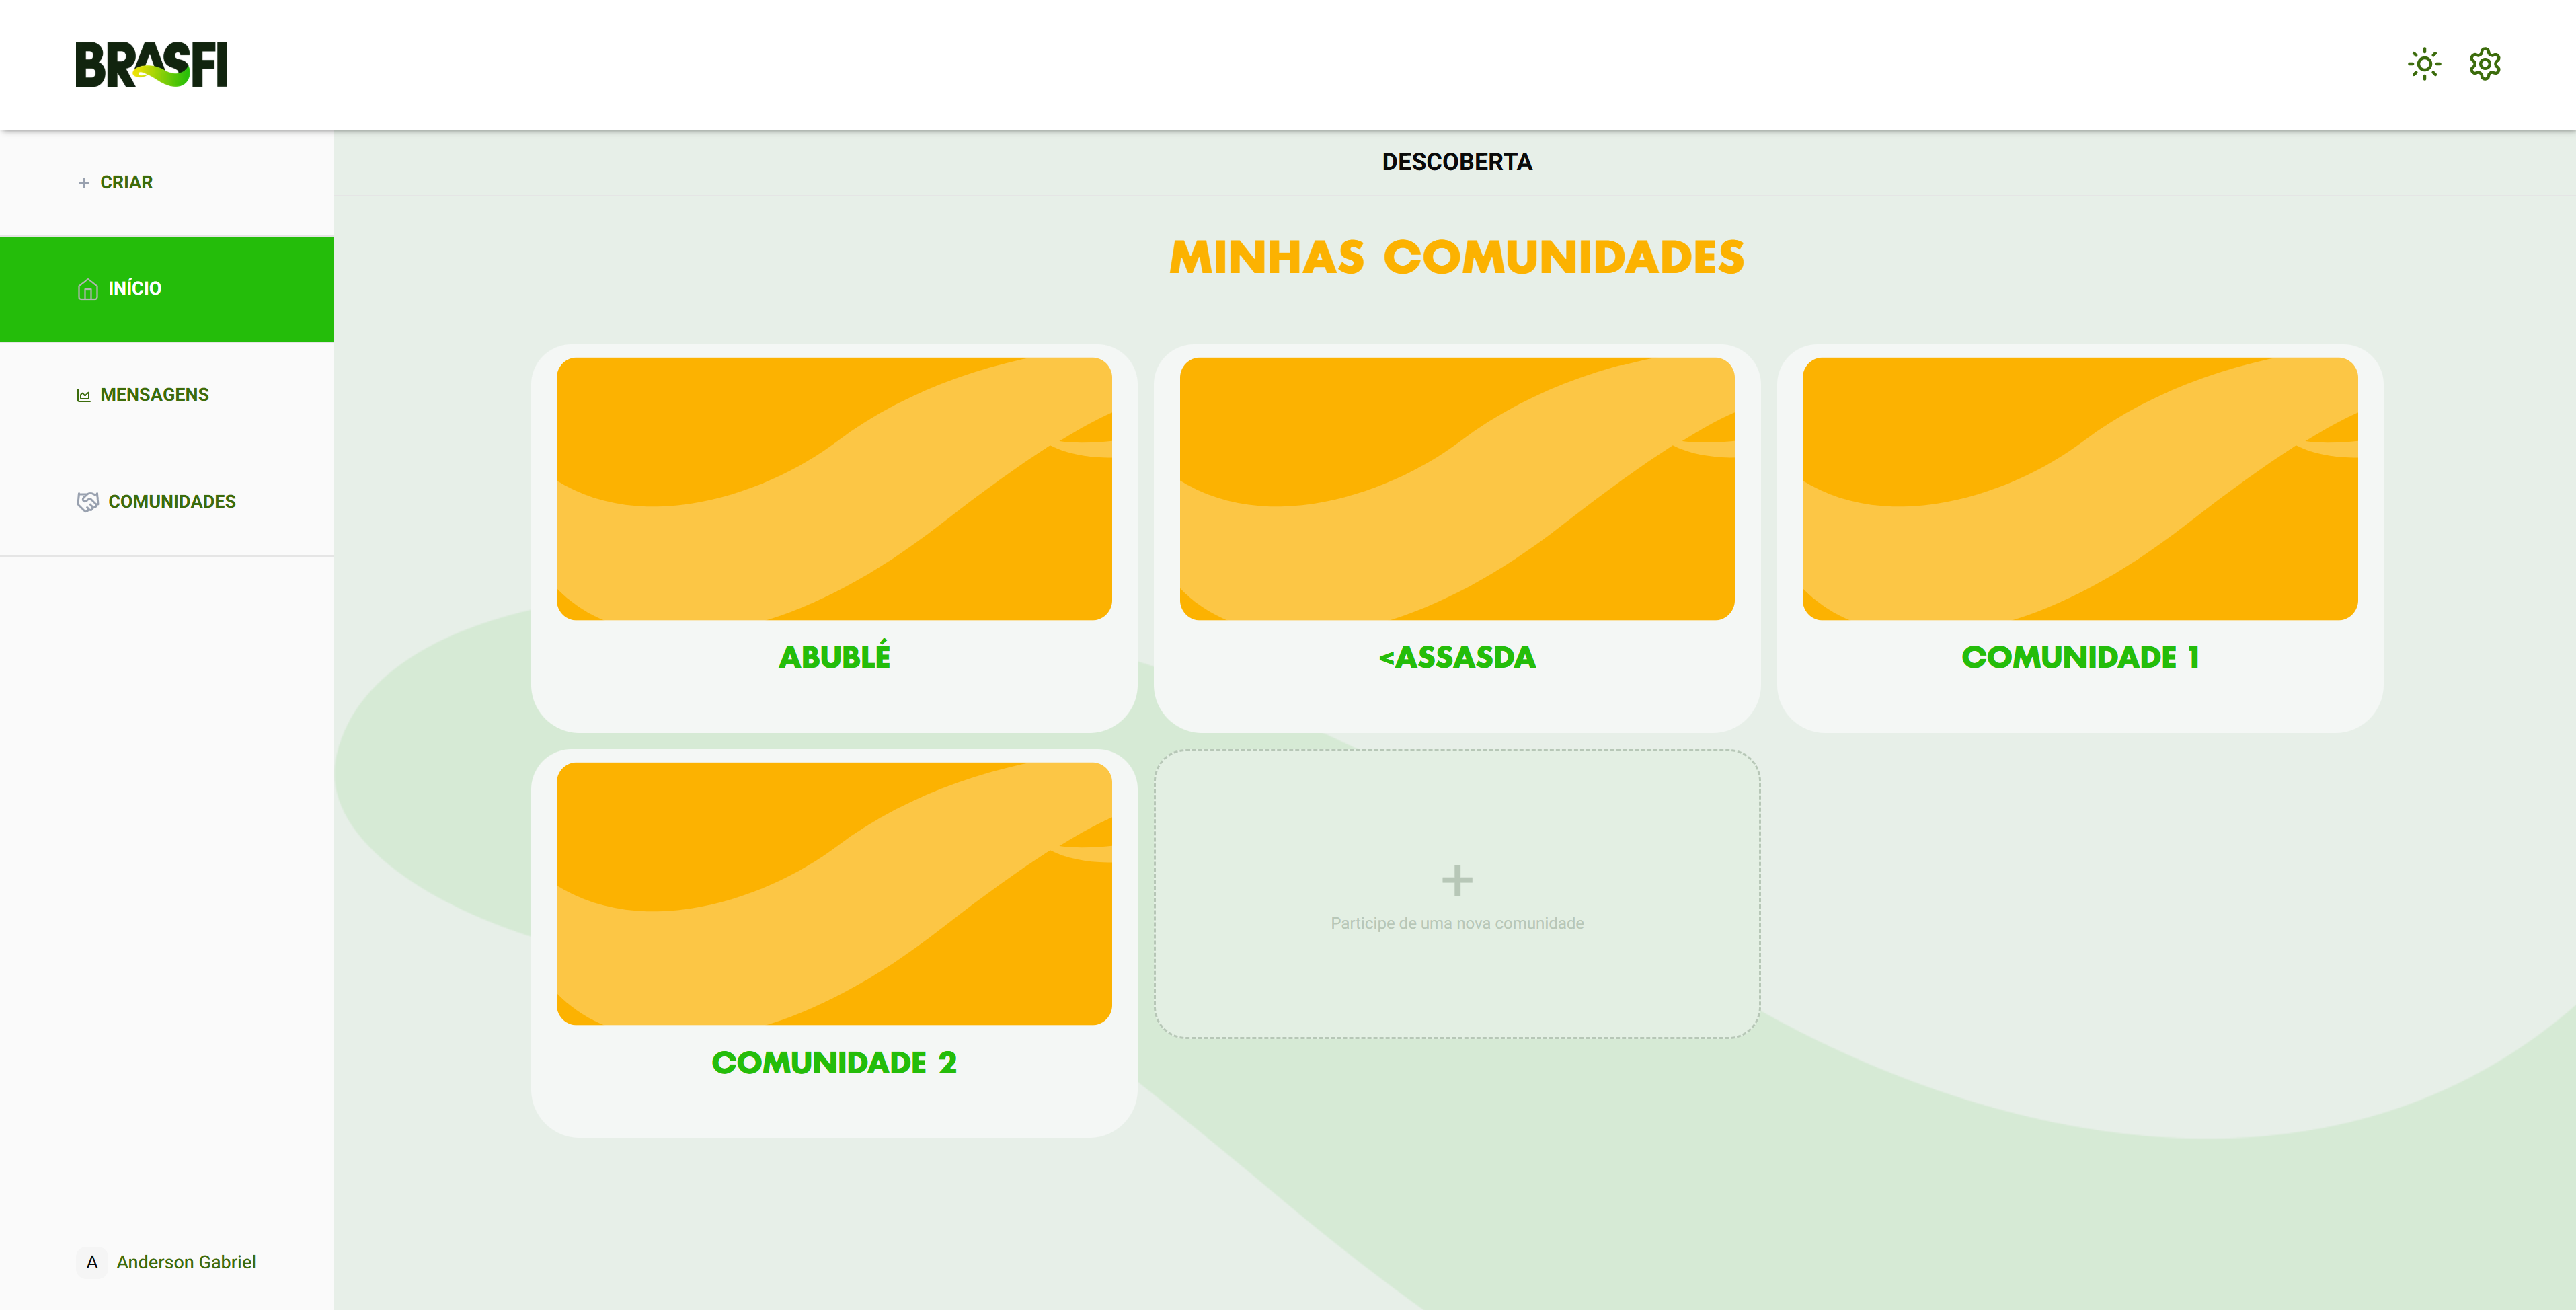 BRASFI
CRIAR
INÍCIO
MENSAGENS
COMUNIDADES
Anderson Gabriel
A
DESCOBERTA
MINHAS COMUNIDADES
ABUBLÉ
<ASSASDA
COMUNIDADE 1
COMUNIDADE 2
Participe de uma nova comunidade